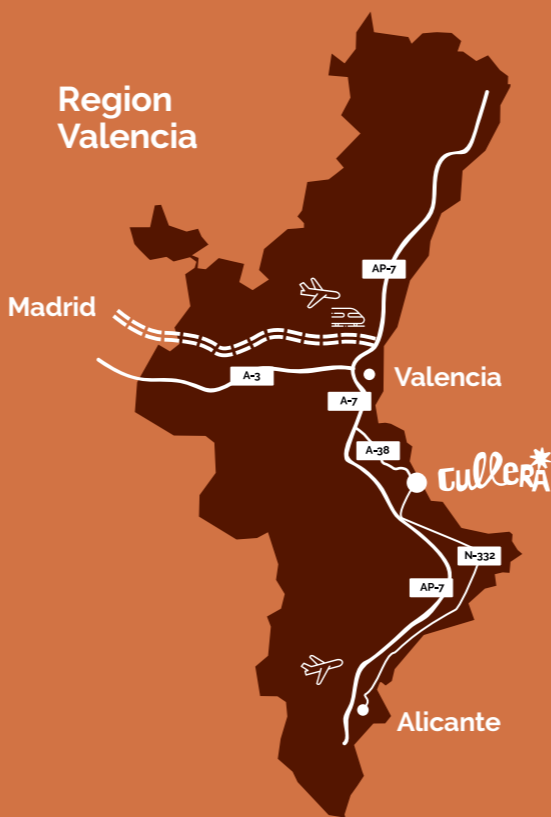 Region
Valencia
AP-7
Madrid
A-3
Valencia
A-7
A-38
CulleRA
N-332
AP-7
Alicante